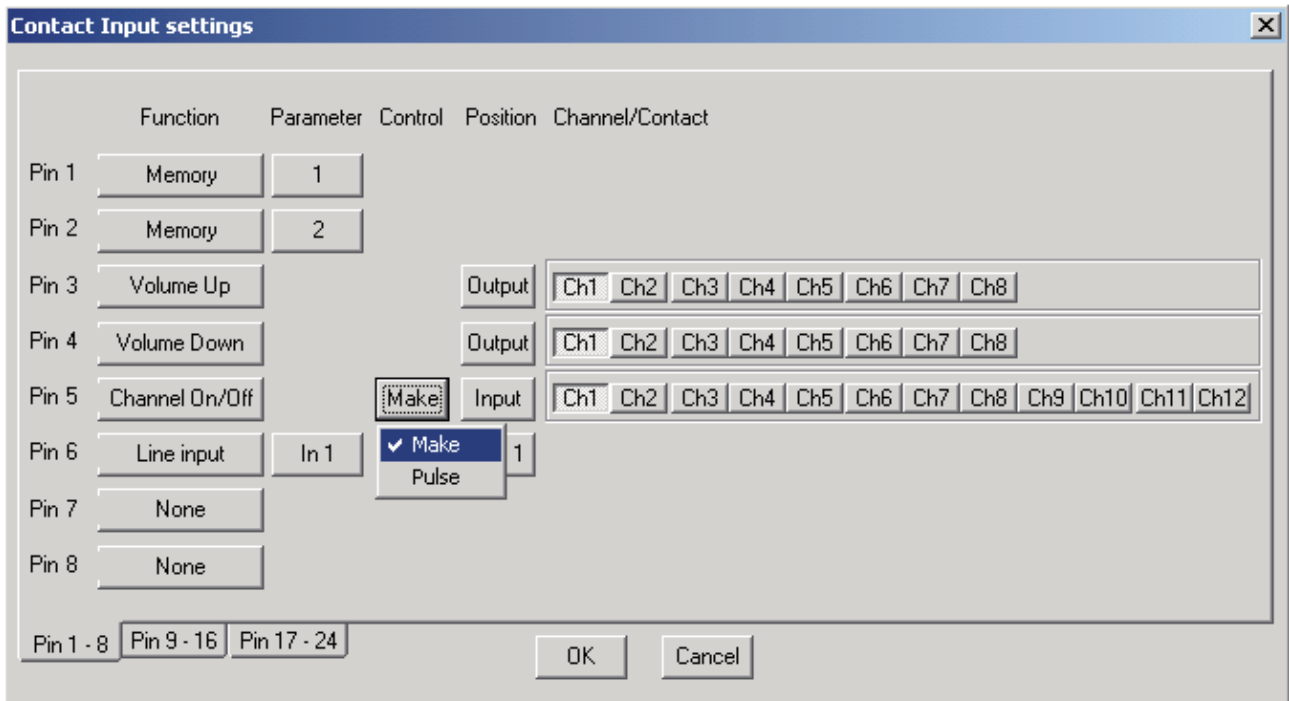 Contact Input settings
Function Parameter Control Position Channel/Contact
Pin 1 Memory 1
Pin 2 Memory 2
Pin 3 Volume Up Output Ch1 Ch2 Ch3 Ch4 Ch5 Ch6 Ch7 Ch8
Pin 4 Volume Down Output Ch1 Ch2 Ch3 Ch4 Ch5 Ch6 Ch7 Ch8
Pin 5 Channel On/Off Make Input Ch1 Ch2 Ch3 Ch4 Ch5 Ch6 Ch7 Ch8 Ch9 Ch10 Ch11 Ch12
Pin 6 Line input In 1 Make 1
Pulse
Pin 7 None
Pin 8 None
Pin 1 - 8 Pin 9 - 16 Pin 17 - 24
OK Cancel